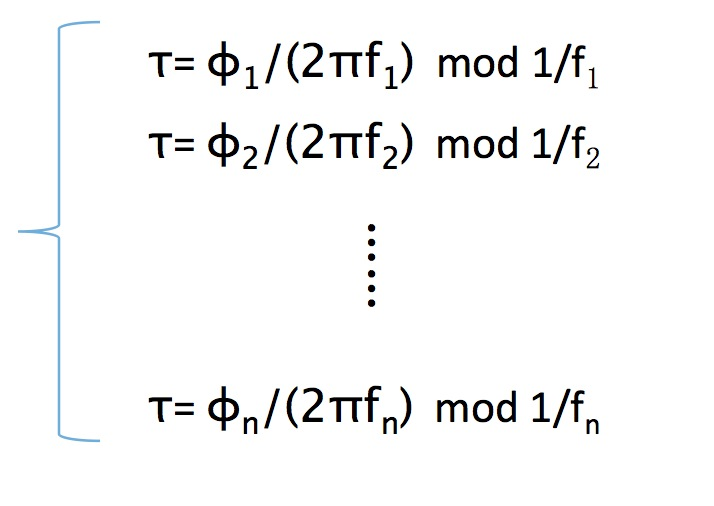 τ= ϕ₁/(2πf₁) mod 1/f₁
τ= ϕ₂/(2πf₂) mod 1/f₂
⋮
τ= ϕₙ/(2πfₙ) mod 1/fₙ